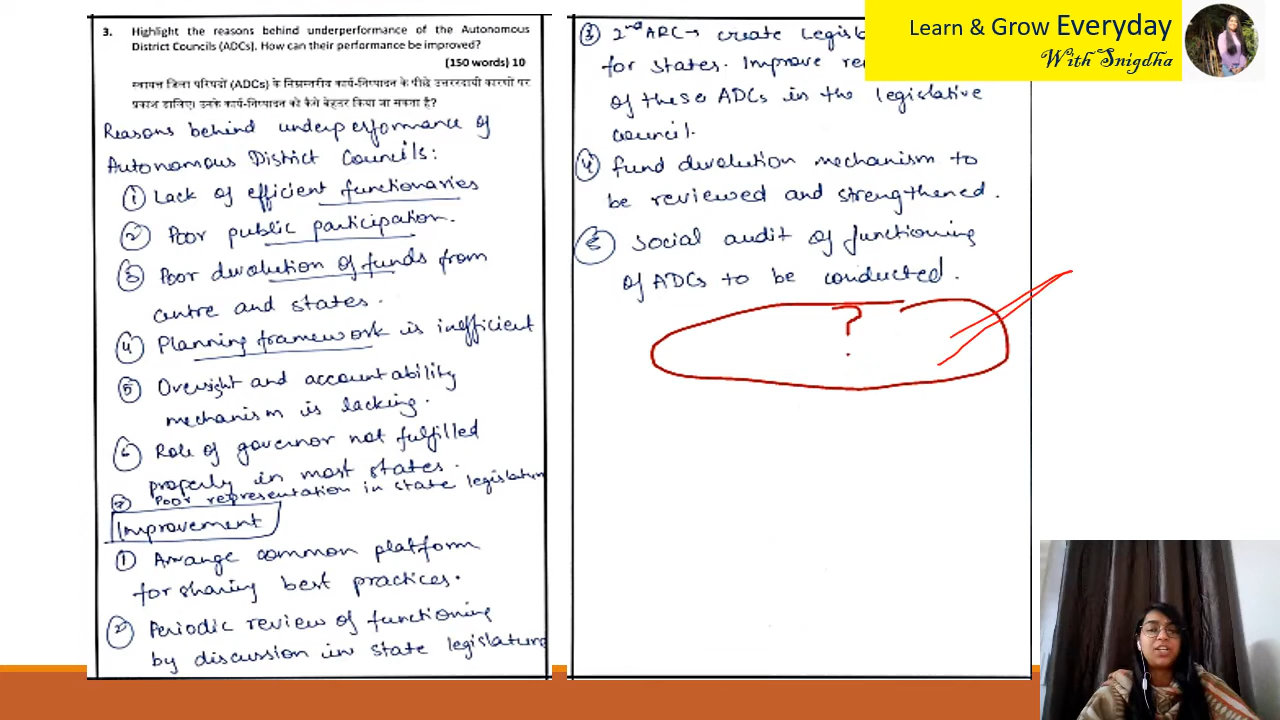 3. Highlight the reasons behind underperformance of the Autonomous
District Councils (ADCs). How can their performance be improved?
(150 words) 10
स्वायत्त जिला परिषदों (ADCs) के निम्नस्तरीय कार्य-निष्पादन के पीछे उत्तरदायी कारणों पर
प्रकाश डालिए। उनके कार्य-निष्पादन को कैसे बेहतर किया जा सकता है?
Reasons behind underperformance of
Autonomous District Councils:
① Lack of efficient functionaries
② Poor public participation.
③ Poor devolution of funds from
centre and states.
④ Planning framework is inefficient
⑤ Oversight and accountability
mechanism is lacking.
⑥ Role of governor not fulfilled
properly in most states.
⑦ Poor representation in state legislature
Improvement
① Arrange common platform
for sharing best practices.
② Periodic review of functioning
by discussion in state legislature
③ 2nd ARC → create
for states. Improve
of these ADCs in the legislative
council.
④ Fund devolution mechanism to
be reviewed and strengthened.
⑤ Social audit of functioning
of ADCs to be conducted.
?
Learn & Grow Everyday
With Snigdha